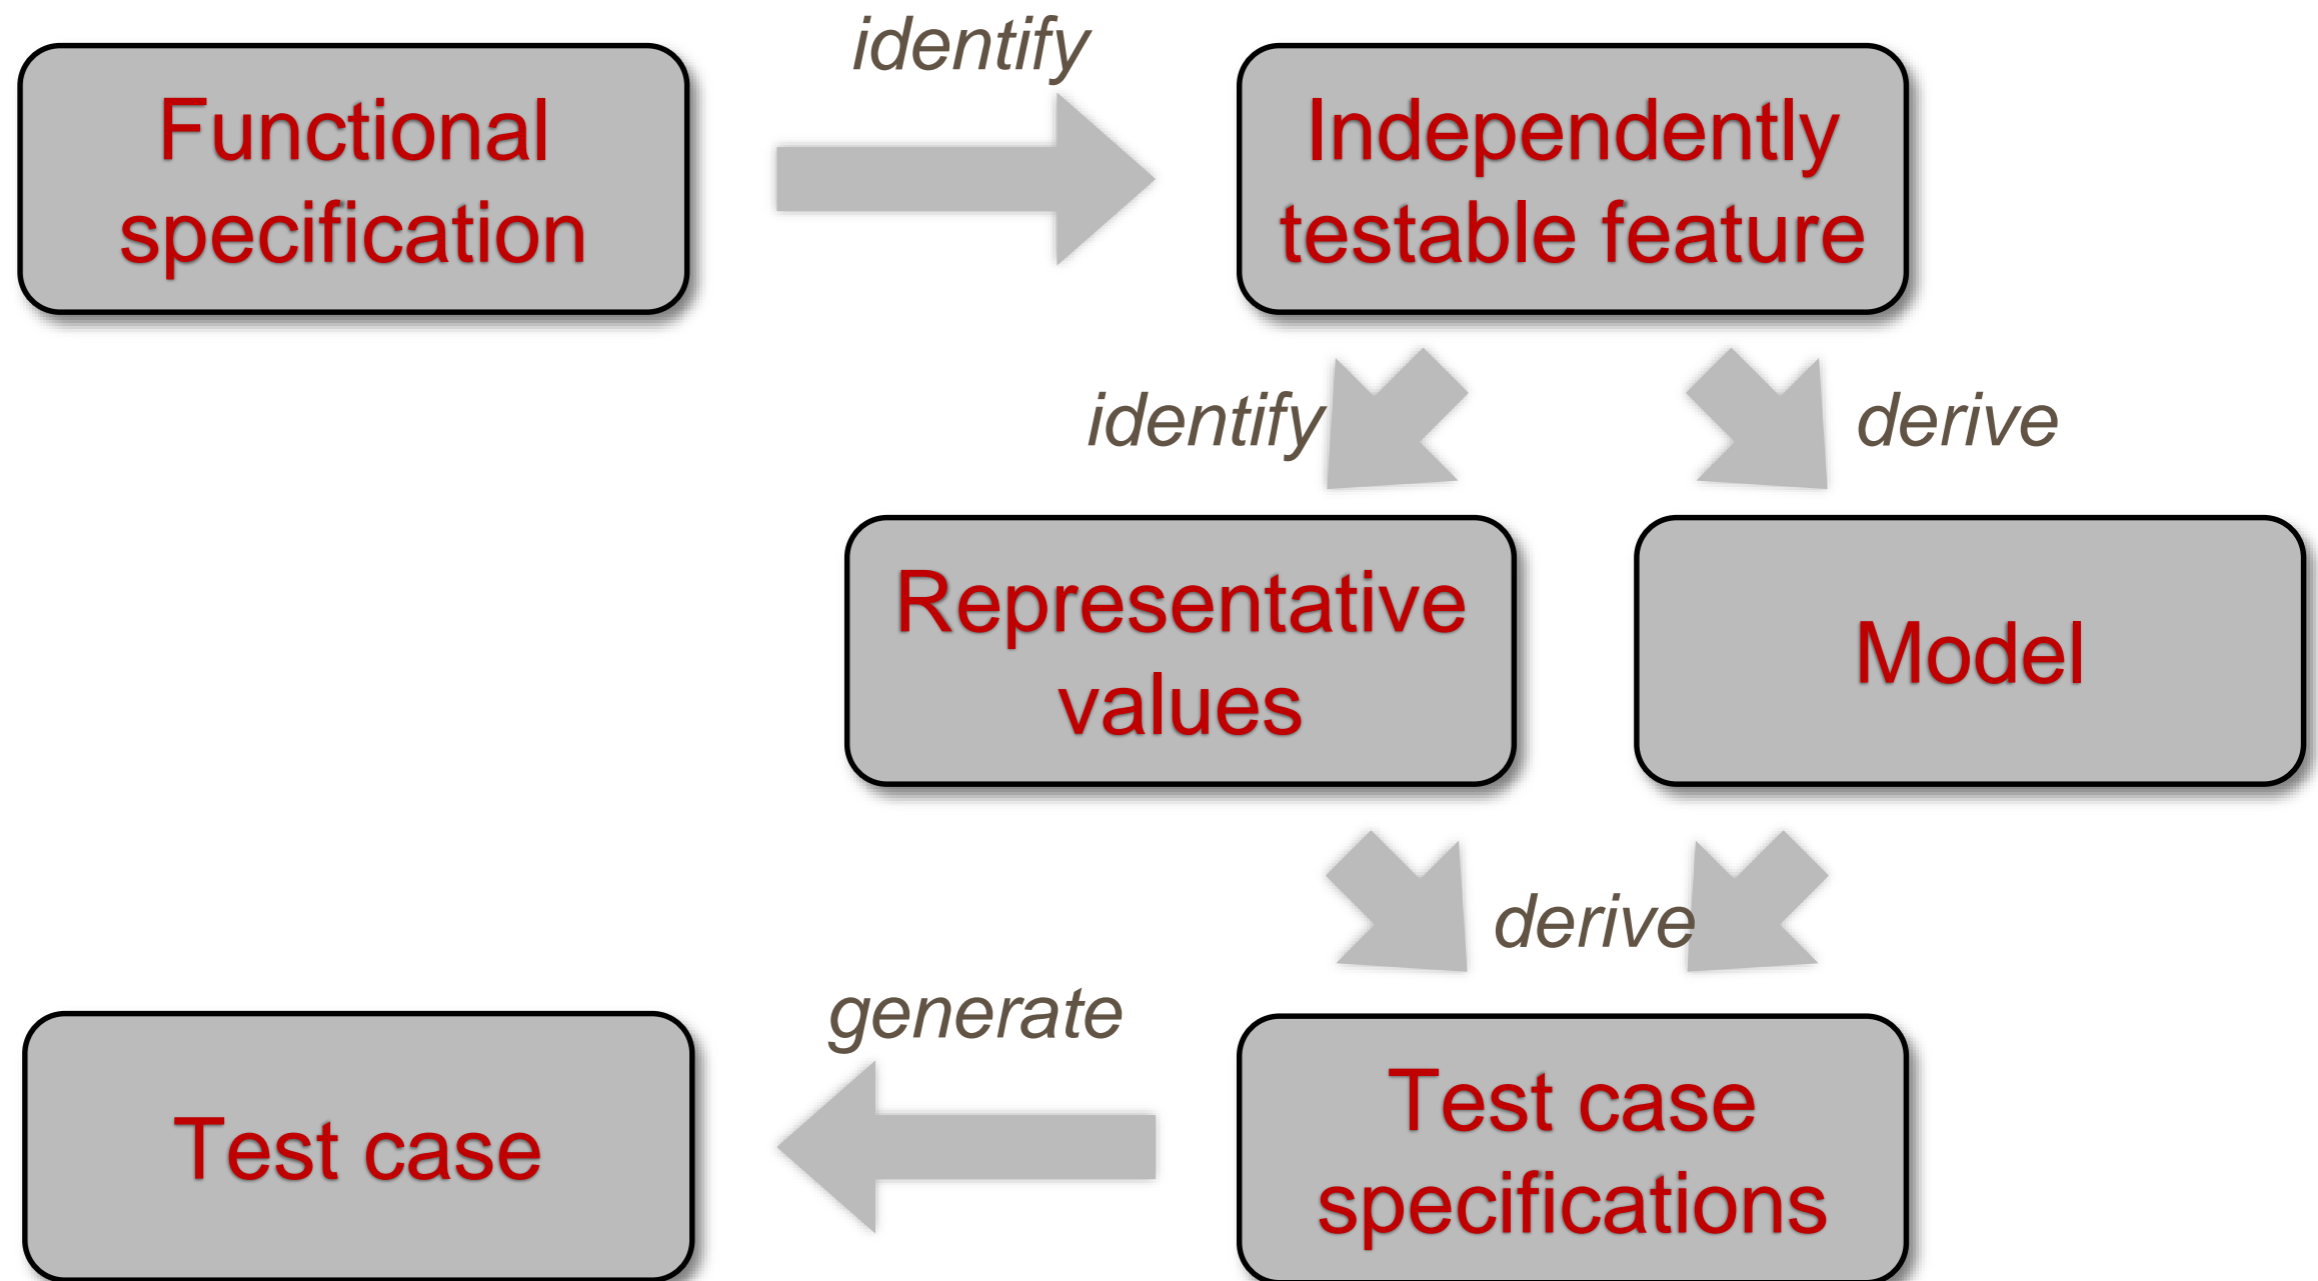 identify
Functional
specification
Independently
testable feature
identify
derive
Representative
values
Model
derive
generate
Test case
Test case
specifications